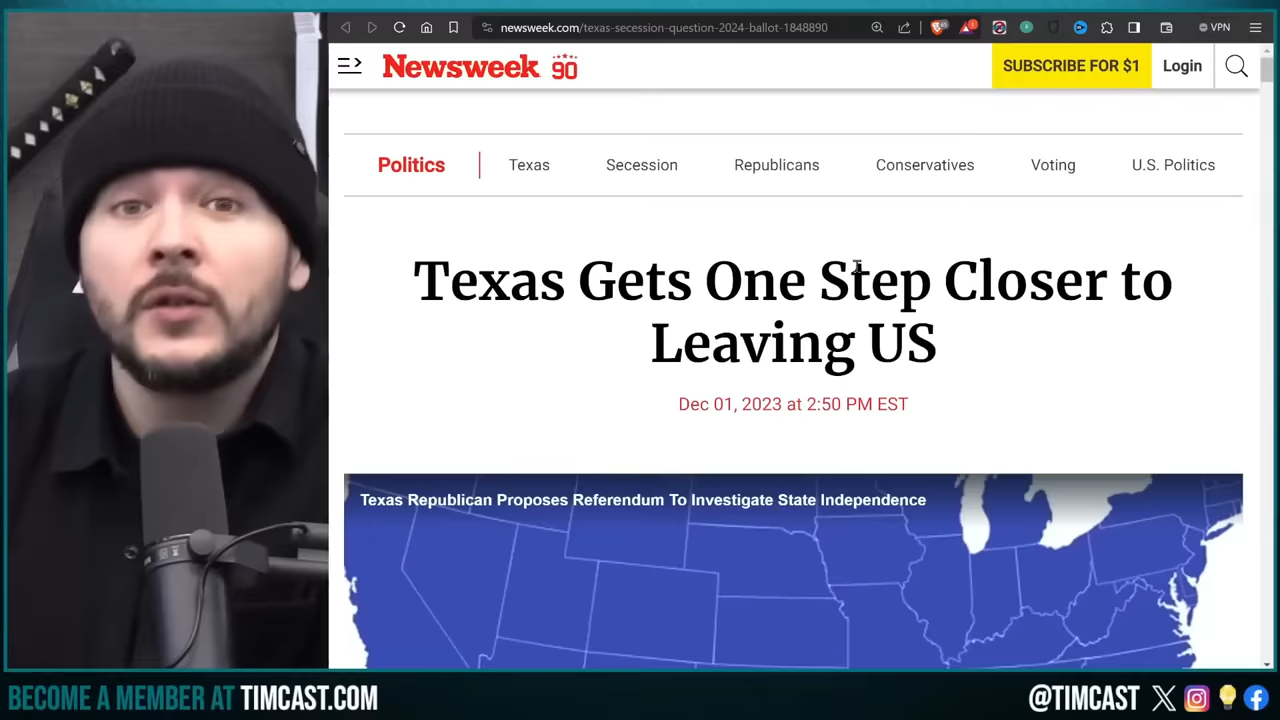 newsweek.com/texas-secession-question-2024-ballot-1848890
VPN
Newsweek 90
SUBSCRIBE FOR $1
Login
Politics
Texas
Secession
Republicans
Conservatives
Voting
U.S. Politics
Texas Gets One Step Closer to
Leaving US
Dec 01, 2023 at 2:50 PM EST
Texas Republican Proposes Referendum To Investigate State Independence
BECOME A MEMBER AT TIMCAST.COM
@TIMCAST